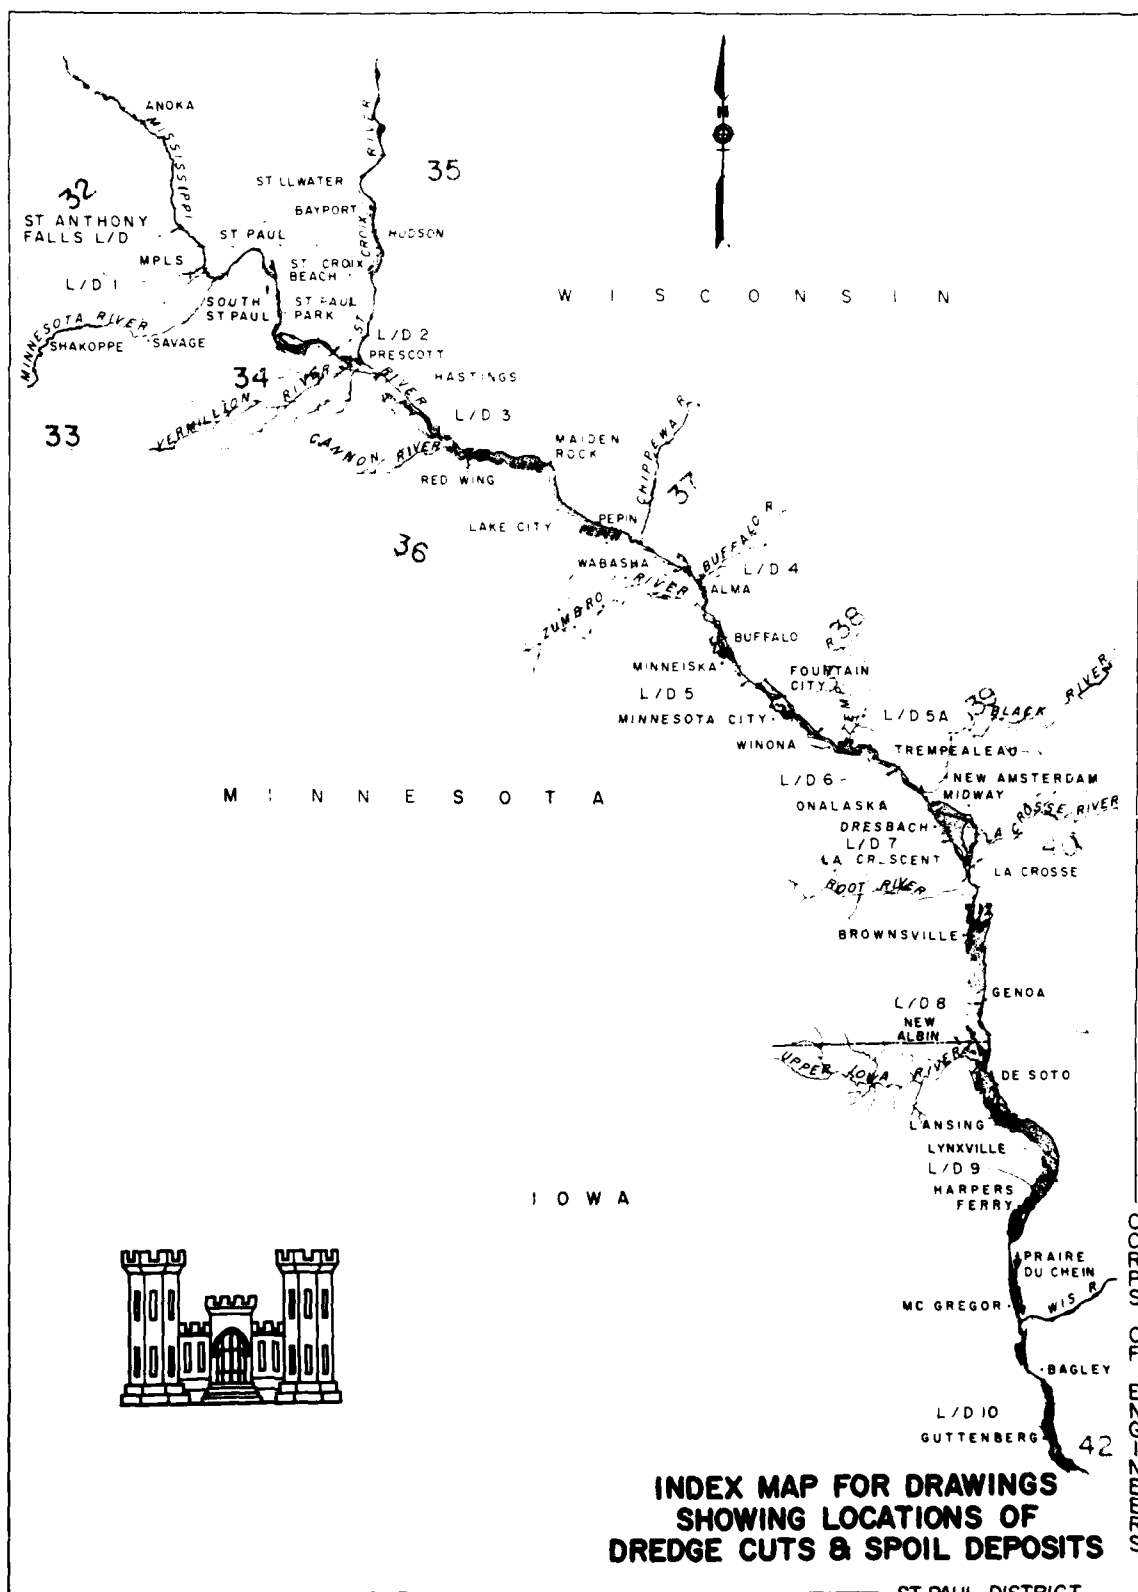 ANOKA
MISSISSIPPI
RIVER
35
STILLWATER
32
BAYPORT
ST ANTHONY
FALLS L/D
ST PAUL
CROIX
HUDSON
MPLS
ST CROIX
BEACH
L/D 1
WISCONSIN
SOUTH
ST PAUL
ST PAUL
PARK
ST
MINNESOTA RIVER
SHAKOPPE
SAVAGE
L/D 2
PRESCOTT
34
RIVER
HASTINGS
VERMILLION RIVER
33
L/D 3
CANNON RIVER
MAIDEN
ROCK
CHIPPEWA R
RED WING
37
LAKE CITY
PEPIN
PEPIN
36
BUFFALO R
WABASHA
L/D 4
ZUMBRO RIVER
ALMA
38
R
BUFFALO
MINNEISKA
FOUNTAIN
CITY
L/D 5
39
BLACK RIVER
MINNESOTA CITY
L/D 5A
WINONA
TREMPEALEAU
L/D 6
NEW AMSTERDAM
MIDWAY
MINNESOTA
ONALASKA
LA CROSSE RIVER
DRESBACH
L/D 7
40
LA CRESCENT
LA CROSSE
ROOT RIVER
BROWNSVILLE
GENOA
L/D 8
NEW
ALBIN
UPPER IOWA RIVER
DE SOTO
LANSING
LYNXVILLE
L/D 9
HARPERS
FERRY
IOWA
PRAIRE
DU CHEIN
MC GREGOR
WIS R
BAGLEY
L/D 10
GUTTENBERG
42
CORPS OF ENGINEERS
INDEX MAP FOR DRAWINGS
SHOWING LOCATIONS OF
DREDGE CUTS & SPOIL DEPOSITS
ST PAUL DISTRICT